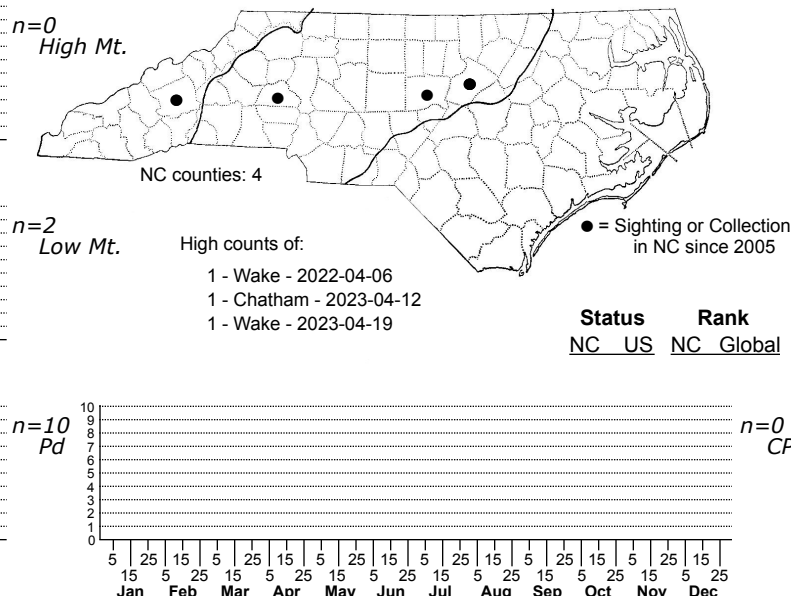 n=0
High Mt.
NC counties: 4
n=2
Low Mt.
High counts of:
1 - Wake - 2022-04-06
1 - Chatham - 2023-04-12
1 - Wake - 2023-04-19
● = Sighting or Collection
in NC since 2005
Status Rank
NC US NC Global
n=10
Pd
n=0
CP
10
9
8
7
6
5
4
3
2
1
0
5 25 15 5 25 15 5 25 15 5 25 15 5 25 15 5 25 15
15 5 25 15 5 25 15 5 25 15 5 25 15 5 25 15 5 25
Jan Feb Mar Apr May Jun Jul Aug Sep Oct Nov Dec